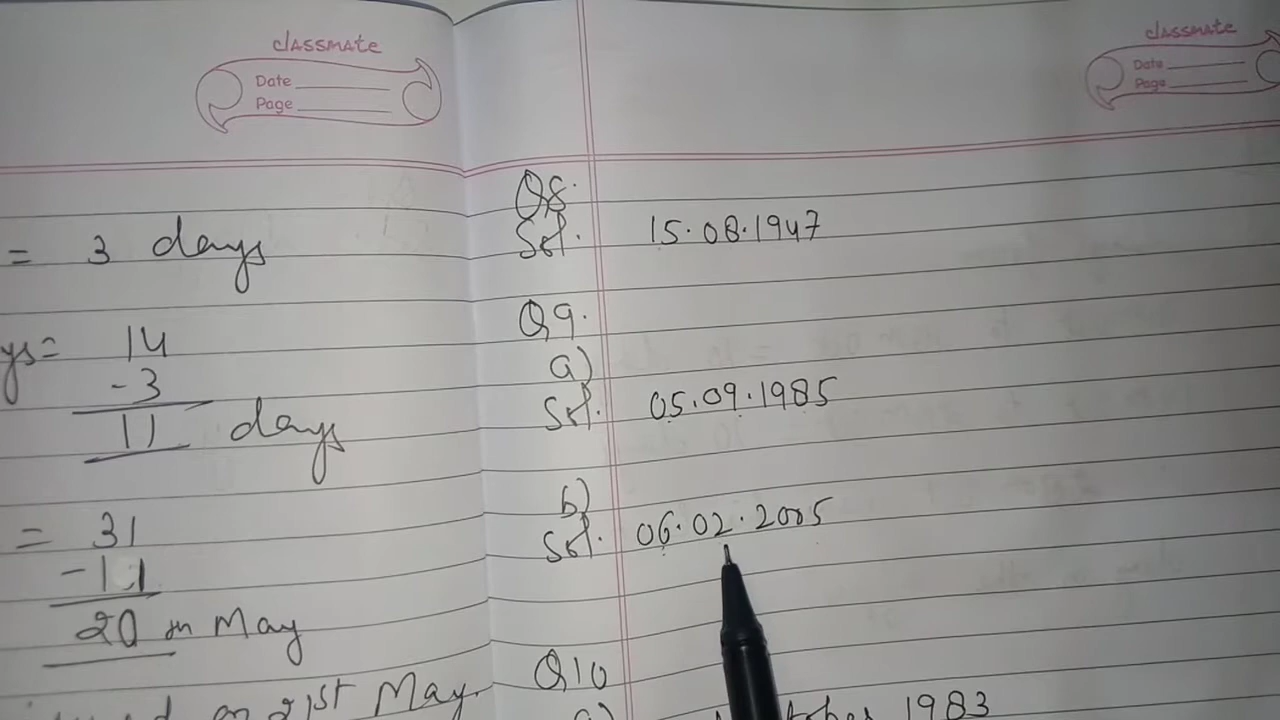 classmate
Date
Page
= 3 days
14
- 3
11 days
= 31
- 11
20 in May
on 21st May.
classmate
Date
Page
Q8.
Sol. 15.08.1947
Q9.
a)
Sol. 05.09.1985
b)
Sol. 06.02.2005
Q10
a)
1983